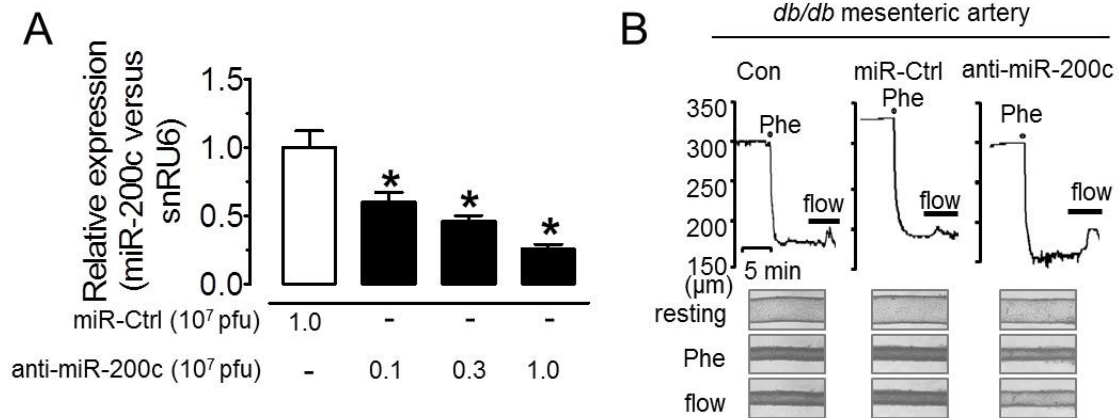 A
Relative expression
(miR-200c versus
snRU6)
1.5
1.0
0.5
0.0
*
*
*
miR-Ctrl (10⁷ pfu) 1.0 - - -
anti-miR-200c (10⁷ pfu) - 0.1 0.3 1.0
B
db/db mesenteric artery
Con miR-Ctrl anti-miR-200c
350
300
250
200
150
(μm)
Phe
flow
5 min
Phe
flow
Phe
flow
resting
Phe
flow